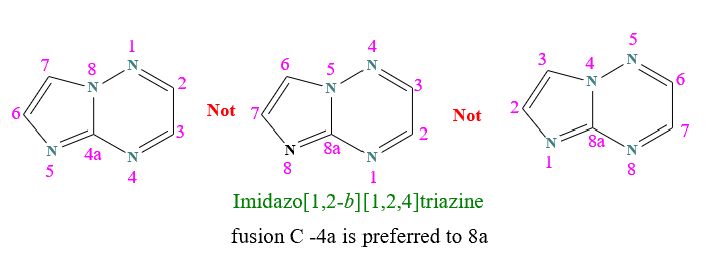 1
7 8 N
2
N
6
3
N 4a N
5 4
Not
4
6 5 N
3
N
7
2
N 8a N
8 1
Not
5
3 4 N
6
N
2
7
N 8a N
1 8
Imidazo[1,2-b][1,2,4]triazine
fusion C -4a is preferred to 8a